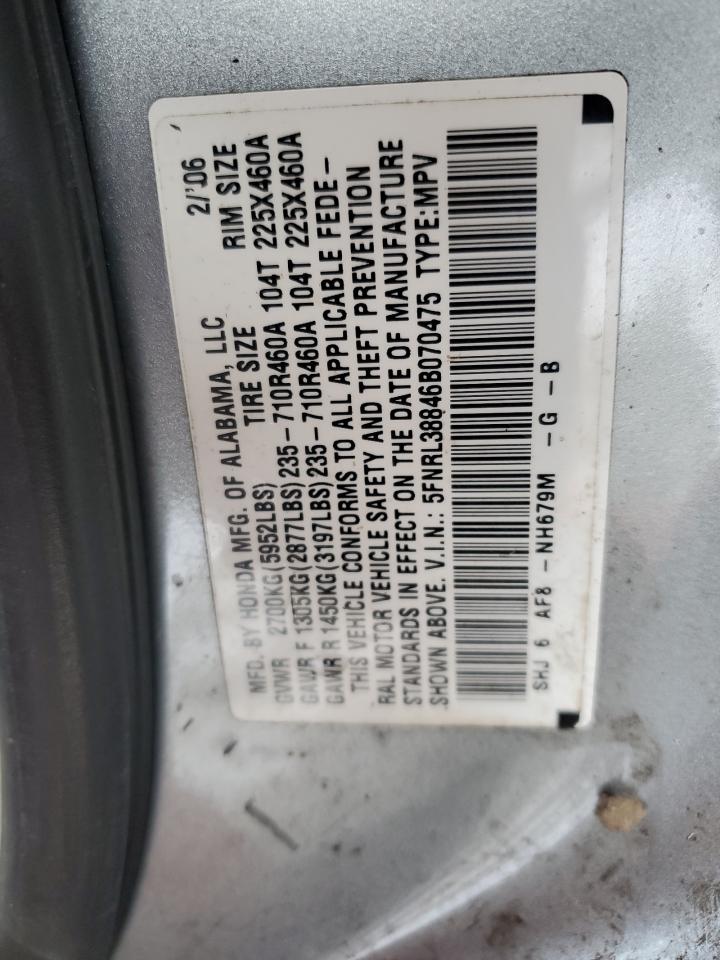 MFD. BY HONDA MFG. OF ALABAMA, LLC 2/'06
GVWR 2700KG(5952LBS) TIRE SIZE RIM SIZE
GAWR F 1305KG(2877LBS) 235-710R460A 104T 225X460A
GAWR R 1450KG(3197LBS) 235-710R460A 104T 225X460A
THIS VEHICLE CONFORMS TO ALL APPLICABLE FEDE-
RAL MOTOR VEHICLE SAFETY AND THEFT PREVENTION
STANDARDS IN EFFECT ON THE DATE OF MANUFACTURE
SHOWN ABOVE. V.I.N.: 5FNRL38846B070475 TYPE:MPV
SHJ 6 AF8 -NH679M -G -B